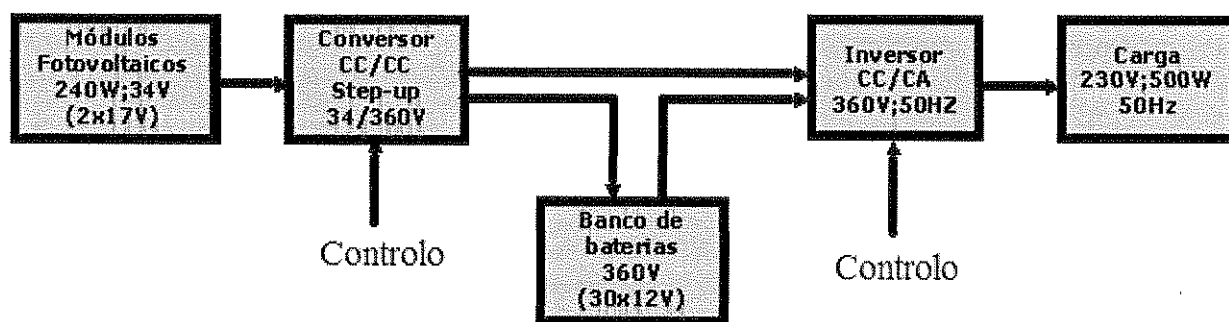 Módulos
Fotovoltaicos
240W;34V
(2x17V)
Conversor
CC/CC
Step-up
34/360V
Inversor
CC/CA
360V;50HZ
Carga
230V;500W
50Hz
Banco de
baterias
360V
(30x12V)
Controlo
Controlo